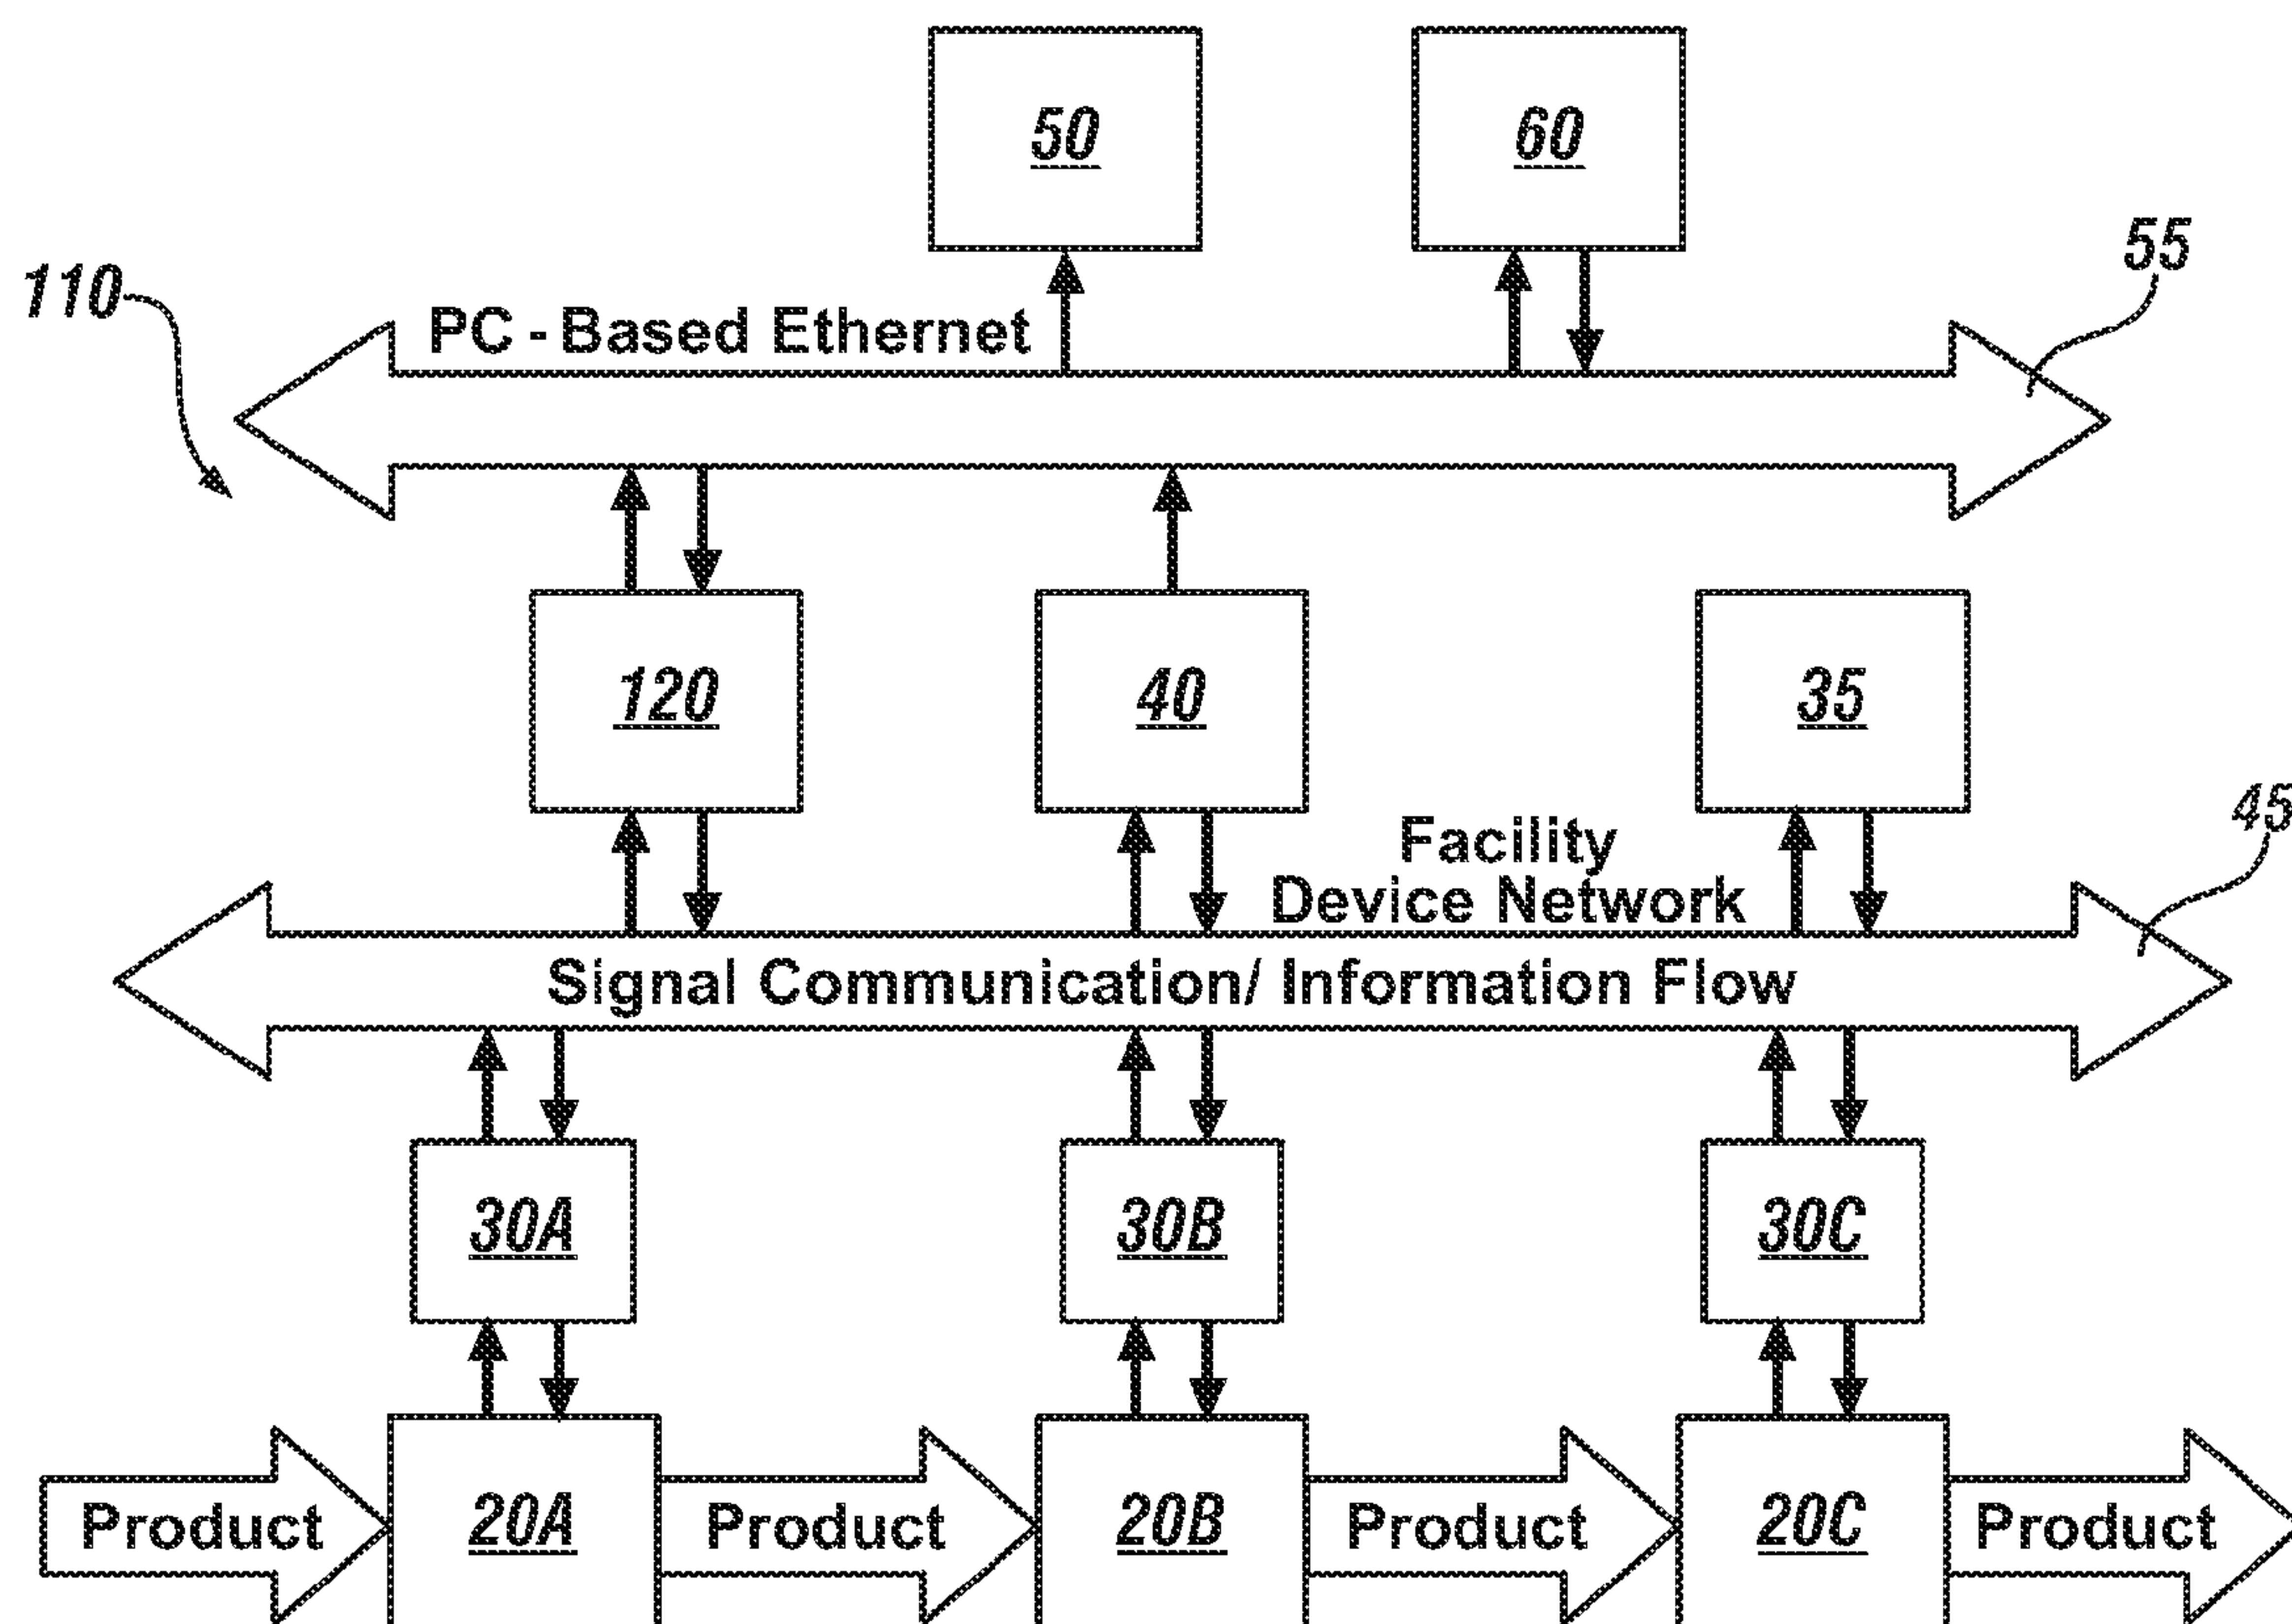 50
60
55
110
PC - Based Ethernet
120
40
35
45
Facility
Device Network
Signal Communication/ Information Flow
30A
30B
30C
Product
20A
Product
20B
Product
20C
Product